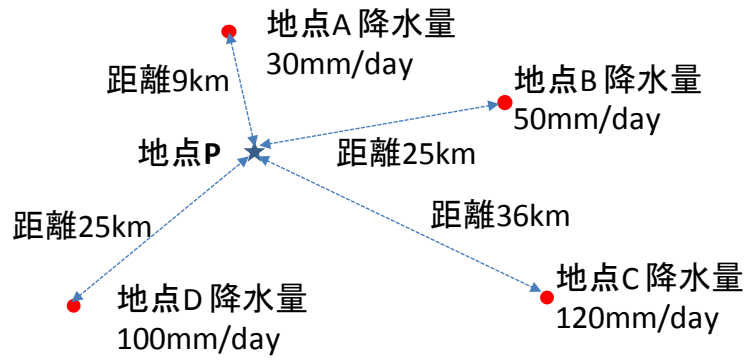 地点A 降水量
30mm/day
距離9km
地点B 降水量
50mm/day
地点P
距離25km
距離36km
距離25km
地点C 降水量
120mm/day
地点D 降水量
100mm/day